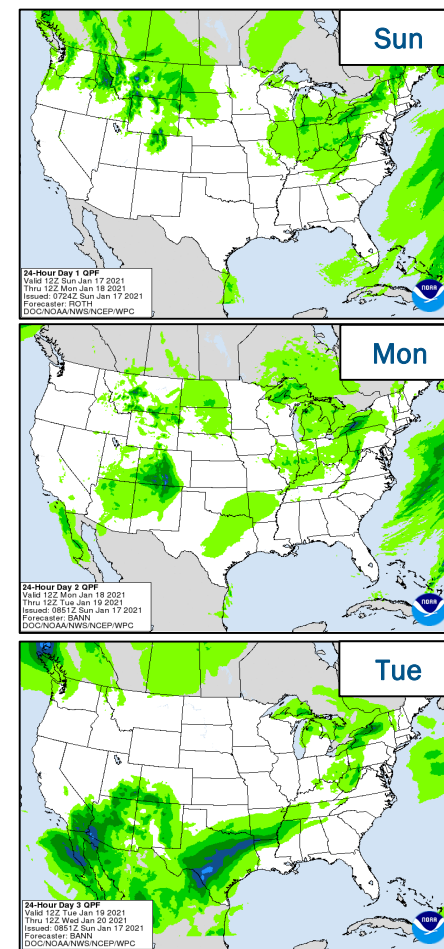 Sun
24-Hour Day 1 QPF
Valid 12Z Sun Jan 17 2021
Thru 12Z Mon Jan 18 2021
Issued: 0724Z Sun Jan 17 2021
Forecaster: ROTH
DOC/NOAA/NWS/NCEP/WPC
NOAA
Mon
24-Hour Day 2 QPF
Valid 12Z Mon Jan 18 2021
Thru 12Z Tue Jan 19 2021
Issued: 0851Z Sun Jan 17 2021
Forecaster: BANN
DOC/NOAA/NWS/NCEP/WPC
NOAA
Tue
24-Hour Day 3 QPF
Valid 12Z Tue Jan 19 2021
Thru 12Z Wed Jan 20 2021
Issued: 0851Z Sun Jan 17 2021
Forecaster: BANN
DOC/NOAA/NWS/NCEP/WPC
NOAA